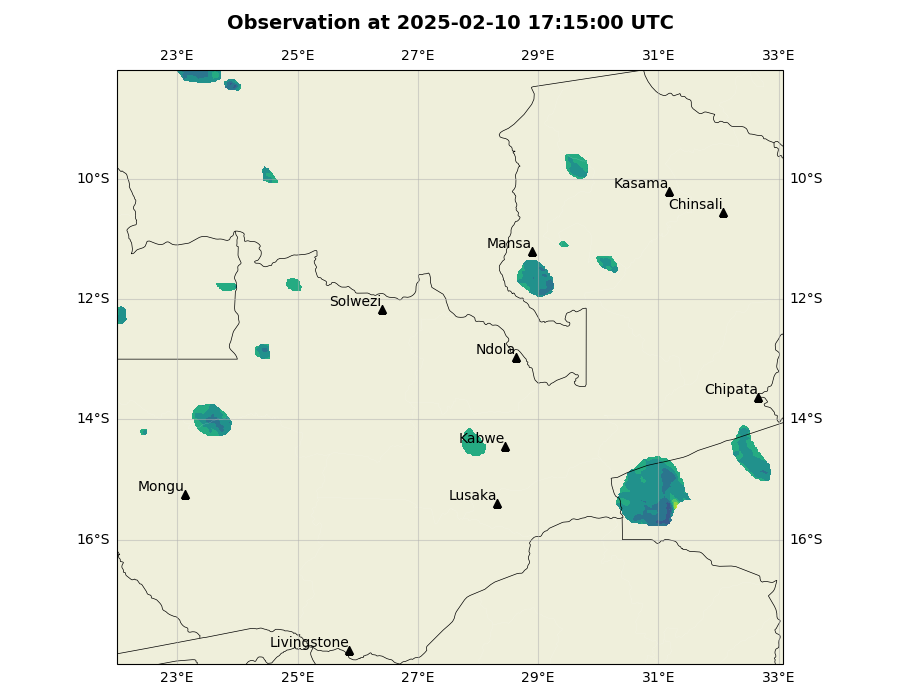 Observation at 2025-02-10 17:15:00 UTC
23°E 25°E 27°E 29°E 31°E 33°E
10°S 10°S
Kasama
Chinsali
Mansa
12°S 12°S
Solwezi
Ndola
Chipata
14°S 14°S
Kabwe
Mongu
Lusaka
16°S 16°S
Livingstone
23°E 25°E 27°E 29°E 31°E 33°E